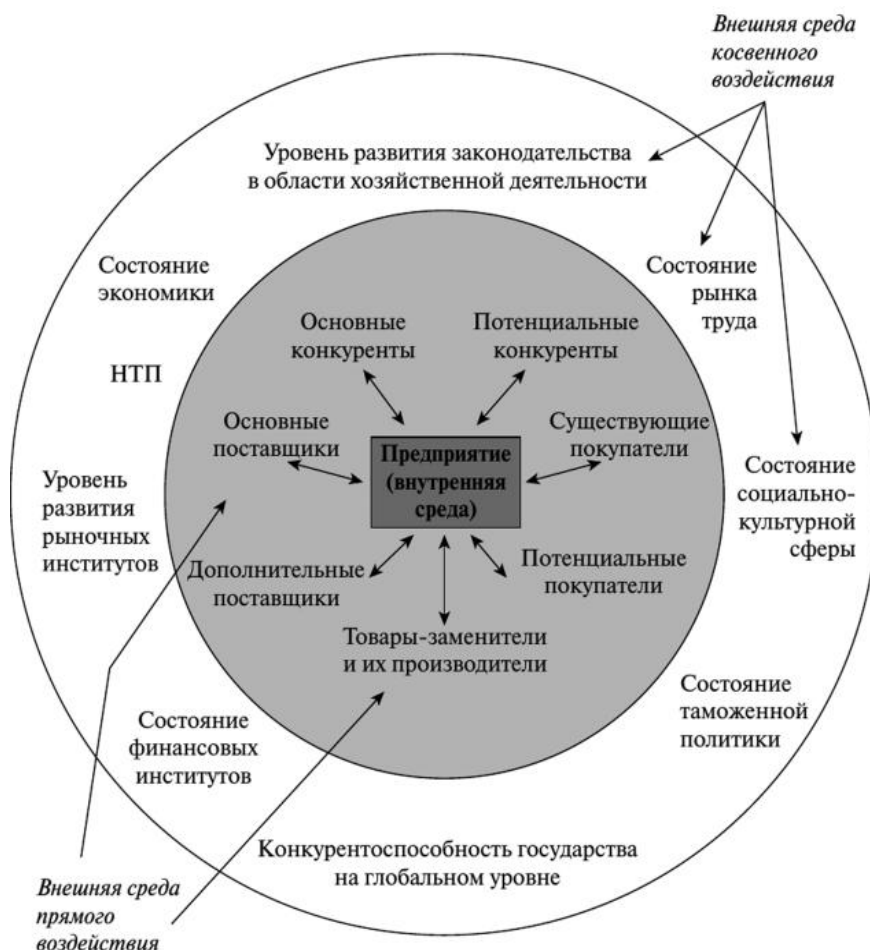 Внешняя среда
косвенного
воздействия
Уровень развития законодательства
в области хозяйственной деятельности
Состояние
экономики
Состояние
рынка
труда
Основные
конкуренты
Потенциальные
конкуренты
НТП
Основные
поставщики
Существующие
покупатели
Предприятие
(внутренняя
среда)
Уровень
развития
рыночных
институтов
Состояние
социально-
культурной
сферы
Дополнительные
поставщики
Потенциальные
покупатели
Товары-заменители
и их производители
Состояние
финансовых
институтов
Состояние
таможенной
политики
Конкурентоспособность государства
на глобальном уровне
Внешняя среда
прямого
воздействия